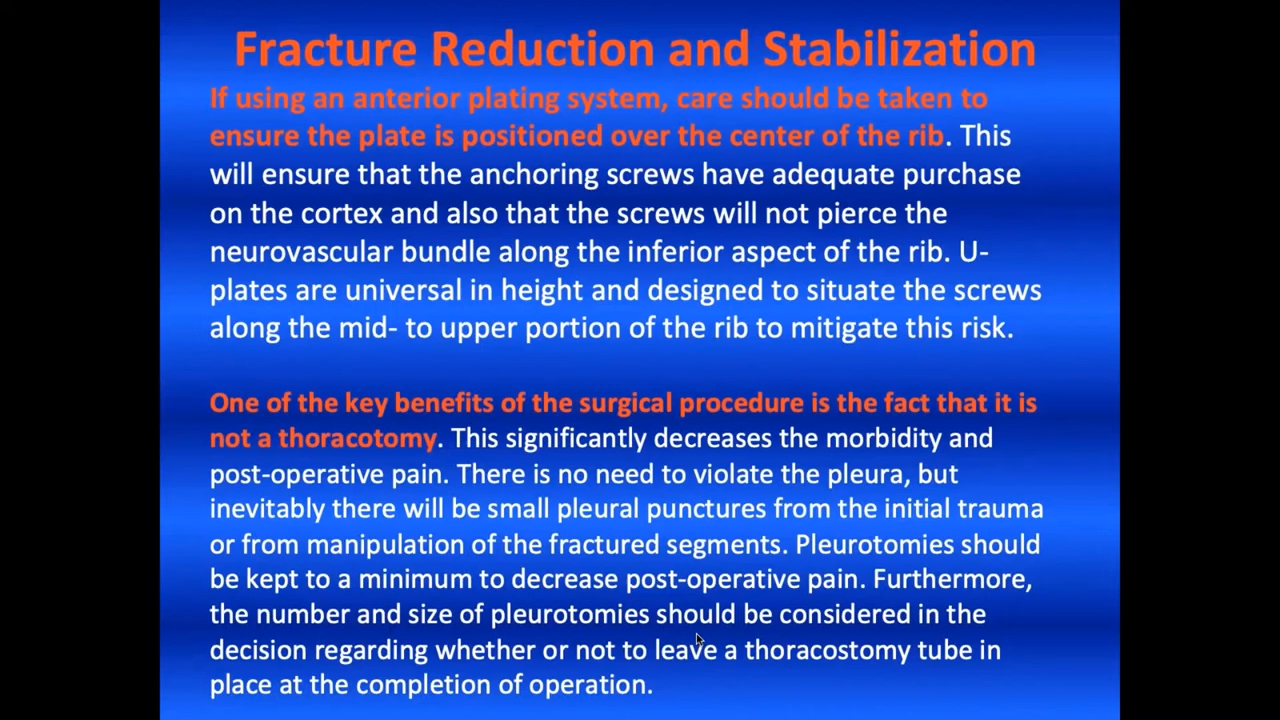 Fracture Reduction and Stabilization
If using an anterior plating system, care should be taken to
ensure the plate is positioned over the center of the rib. This
will ensure that the anchoring screws have adequate purchase
on the cortex and also that the screws will not pierce the
neurovascular bundle along the inferior aspect of the rib. U-
plates are universal in height and designed to situate the screws
along the mid- to upper portion of the rib to mitigate this risk.
One of the key benefits of the surgical procedure is the fact that it is
not a thoracotomy. This significantly decreases the morbidity and
post-operative pain. There is no need to violate the pleura, but
inevitably there will be small pleural punctures from the initial trauma
or from manipulation of the fractured segments. Pleurotomies should
be kept to a minimum to decrease post-operative pain. Furthermore,
the number and size of pleurotomies should be considered in the
decision regarding whether or not to leave a thoracostomy tube in
place at the completion of operation.